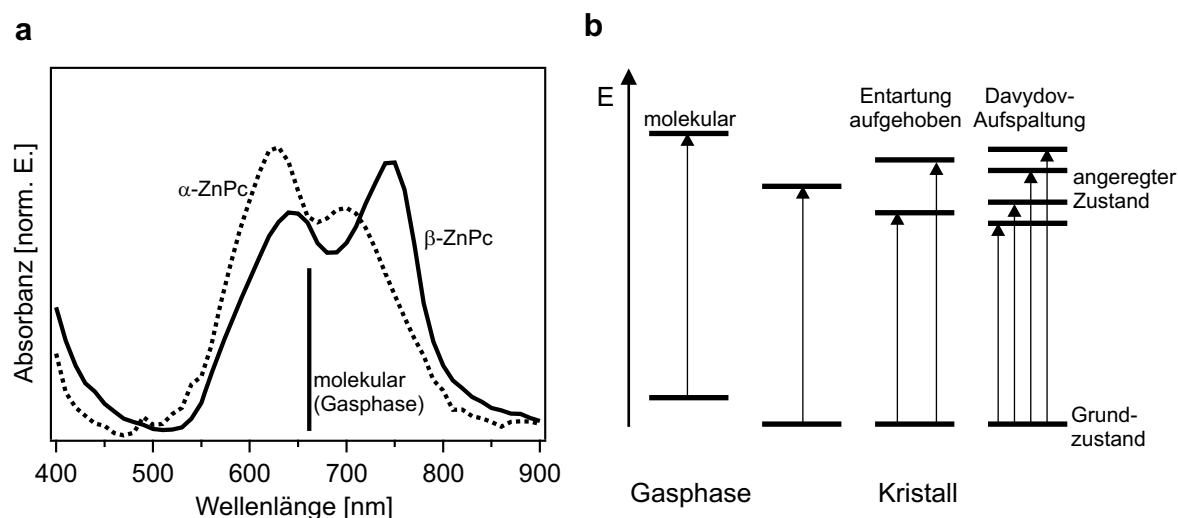 a
Absorbanz [norm. E.]
α-ZnPc
β-ZnPc
molekular
(Gasphase)
400 500 600 700 800 900
Wellenlänge [nm]
b
E
molekular
Entartung
aufgehoben
Davydov-
Aufspaltung
angeregter
Zustand
Grund-
zustand
Gasphase
Kristall